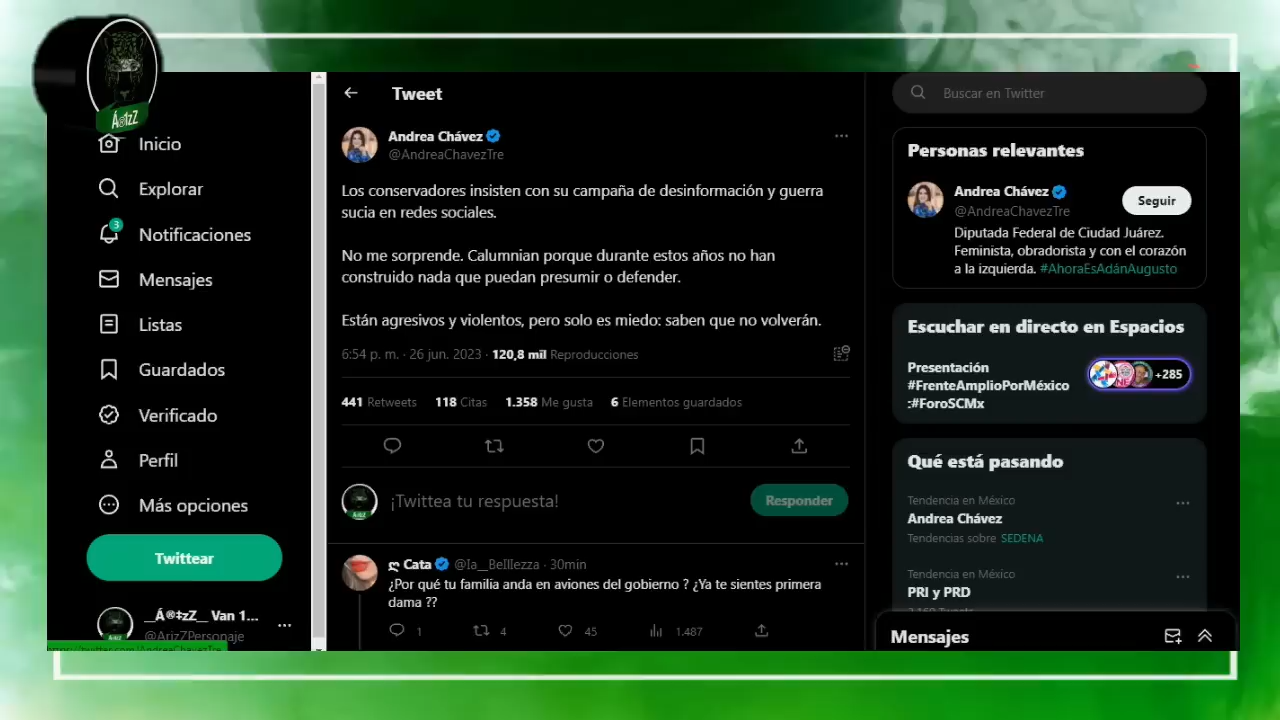 Á®‡zZ
Inicio
Explorar
3
Notificaciones
Mensajes
Listas
Guardados
Verificado
Perfil
Más opciones
Twittear
__Á®‡zZ__ Van 1...
@ArizZPersonaje
https://twitter.com/AndreaChavezTre
Tweet
Andrea Chávez
@AndreaChavezTre
Los conservadores insisten con su campaña de desinformación y guerra
sucia en redes sociales.
No me sorprende. Calumnian porque durante estos años no han
construido nada que puedan presumir o defender.
Están agresivos y violentos, pero solo es miedo: saben que no volverán.
6:54 p. m. · 26 jun. 2023 · 120,8 mil Reproducciones
441 Retweets 118 Citas 1.358 Me gusta 6 Elementos guardados
¡Twittea tu respuesta!
Responder
ღ Cata @Ia__BeIllezza · 30min
¿Por qué tu familia anda en aviones del gobierno ? ¿Ya te sientes primera
dama ??
1 4 45 1.487
Buscar en Twitter
Personas relevantes
Andrea Chávez
@AndreaChavezTre
Seguir
Diputada Federal de Ciudad Juárez.
Feminista, obradorista y con el corazón
a la izquierda. #AhoraEsAdánAugusto
Escuchar en directo en Espacios
Presentación
#FrenteAmplioPorMéxico
:#ForoSCMx
+285
Qué está pasando
Tendencia en México
Andrea Chávez
Tendencias sobre SEDENA
Tendencia en México
PRI y PRD
Mensajes